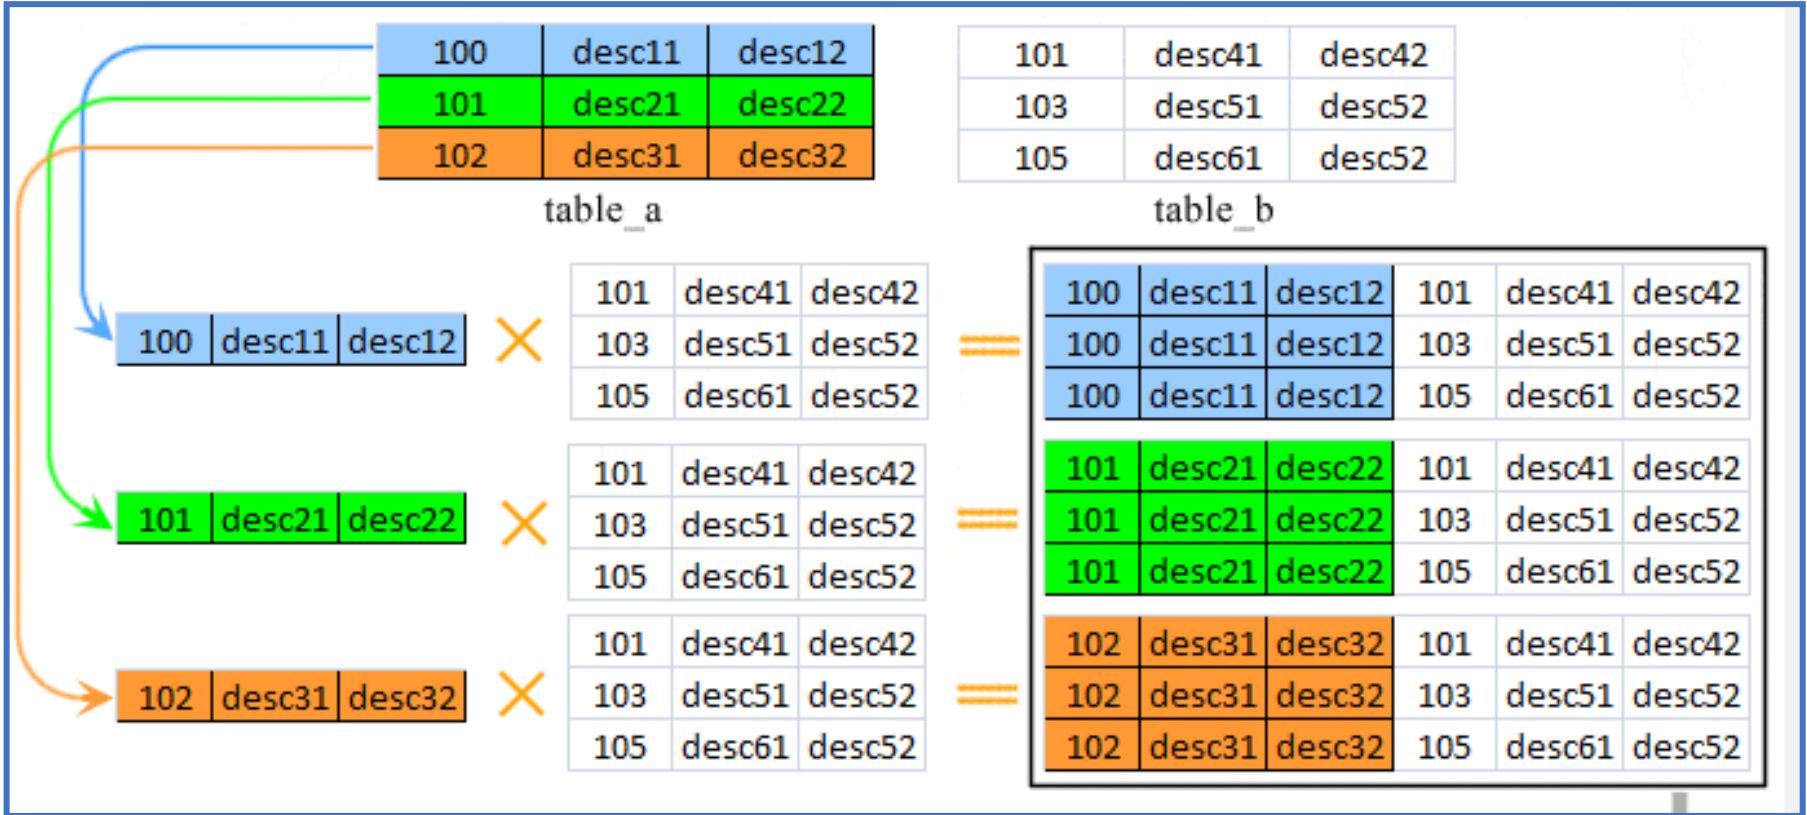 100 desc11 desc12 101 desc41 desc42
101 desc21 desc22 103 desc51 desc52
102 desc31 desc32 105 desc61 desc52
table_a table_b
101 desc41 desc42 100 desc11 desc12 101 desc41 desc42
100 desc11 desc12 × 103 desc51 desc52 = 100 desc11 desc12 103 desc51 desc52
105 desc61 desc52 100 desc11 desc12 105 desc61 desc52
101 desc41 desc42 101 desc21 desc22 101 desc41 desc42
101 desc21 desc22 × 103 desc51 desc52 = 101 desc21 desc22 103 desc51 desc52
105 desc61 desc52 101 desc21 desc22 105 desc61 desc52
101 desc41 desc42 102 desc31 desc32 101 desc41 desc42
102 desc31 desc32 × 103 desc51 desc52 = 102 desc31 desc32 103 desc51 desc52
105 desc61 desc52 102 desc31 desc32 105 desc61 desc52